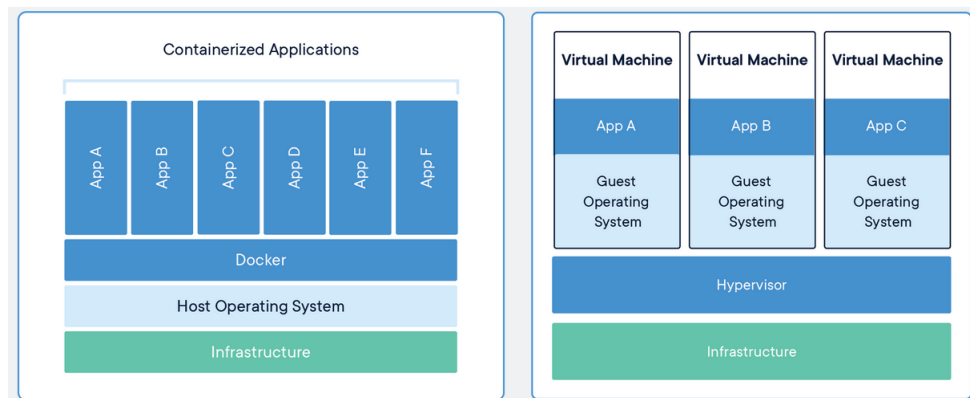 Containerized Applications
App A
App B
App C
App D
App E
App F
Docker
Host Operating System
Infrastructure
Virtual Machine
App A
Guest
Operating
System
Virtual Machine
App B
Guest
Operating
System
Virtual Machine
App C
Guest
Operating
System
Hypervisor
Infrastructure